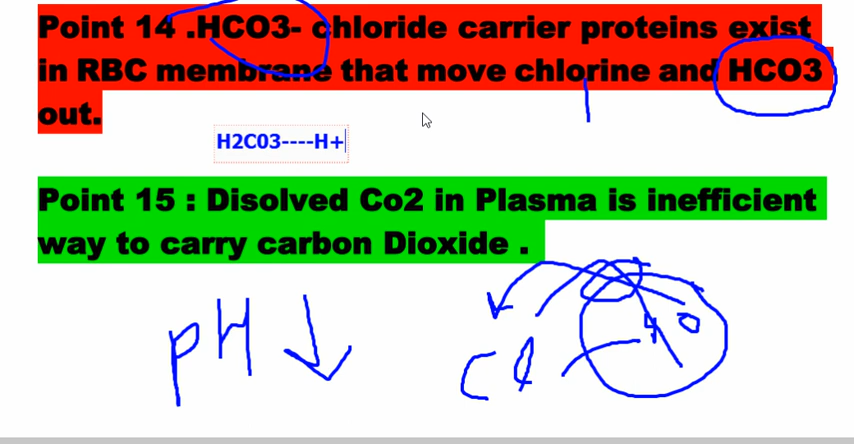 Point 14 .HCO3- chloride carrier proteins exist
in RBC membrane that move chlorine and HCO3
out.
H2C03----H+
Point 15 : Disolved Co2 in Plasma is inefficient
way to carry carbon Dioxide .
pH